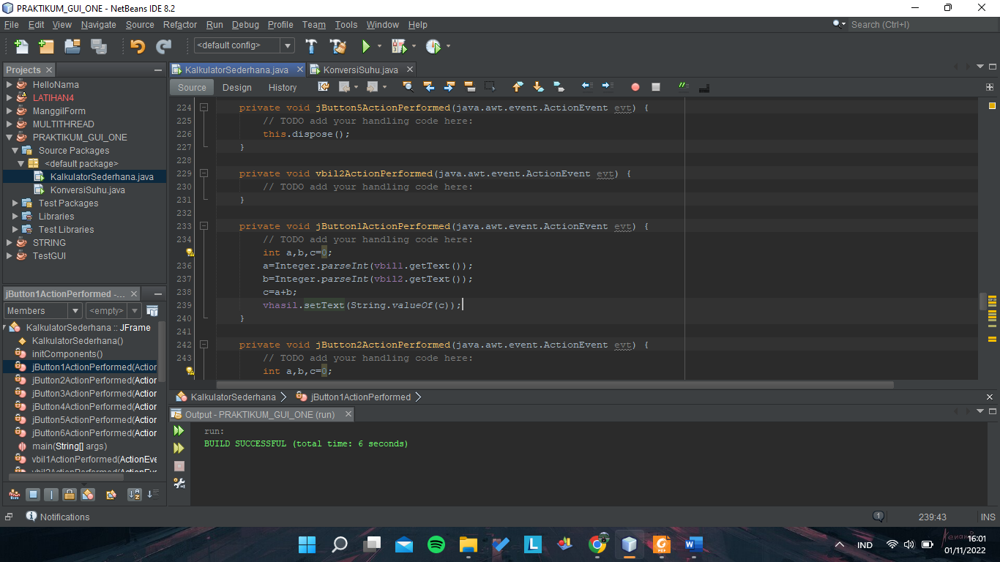 PRAKTIKUM_GUI_ONE - NetBeans IDE 8.2
File Edit View Navigate Source Refactor Run Debug Profile Team Tools Window Help
Search (Ctrl+I)
<default config>
Projects
HelloNama
LATIHAN4
ManggilForm
MULTITHREAD
PRAKTIKUM_GUI_ONE
Source Packages
<default package>
KalkulatorSederhana.java
KonversiSuhu.java
Test Packages
Libraries
Test Libraries
STRING
TestGUI
jButton1ActionPerformed -...
Members
<empty>
KalkulatorSederhana :: JFrame
KalkulatorSederhana()
initComponents()
jButton1ActionPerformed(Actior
jButton2ActionPerformed(Actior
jButton3ActionPerformed(Actior
jButton4ActionPerformed(Actior
jButton5ActionPerformed(Actior
jButton6ActionPerformed(Actior
main(String[] args)
vbil1ActionPerformed(ActionEve
vbil2ActionPerformed(ActionEve
KalkulatorSederhana.java
KonversiSuhu.java
Source Design History
224 private void jButton5ActionPerformed(java.awt.event.ActionEvent evt) {
225 // TODO add your handling code here:
226 this.dispose();
227 }
228
229 private void vbil2ActionPerformed(java.awt.event.ActionEvent evt) {
230 // TODO add your handling code here:
231 }
232
233 private void jButton1ActionPerformed(java.awt.event.ActionEvent evt) {
234 // TODO add your handling code here:
int a,b,c=0;
236 a=Integer.parseInt(vbil1.getText());
237 b=Integer.parseInt(vbil2.getText());
238 c=a+b;
239 vhasil.setText(String.valueOf(c));
240 }
241
242 private void jButton2ActionPerformed(java.awt.event.ActionEvent evt) {
243 // TODO add your handling code here:
int a,b,c=0;
KalkulatorSederhana
jButton1ActionPerformed
Output - PRAKTIKUM_GUI_ONE (run)
run:
BUILD SUCCESSFUL (total time: 6 seconds)
Notifications
1
239:43
INS
IND
16:01
01/11/2022